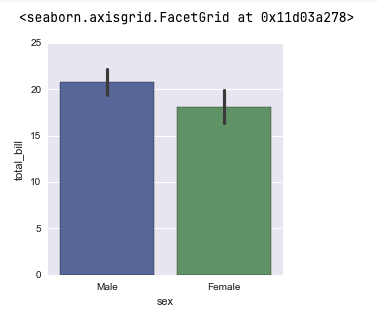 <seaborn.axisgrid.FacetGrid at 0x11d03a278>
25
20
15
10
5
0
total_bill
Male Female
sex